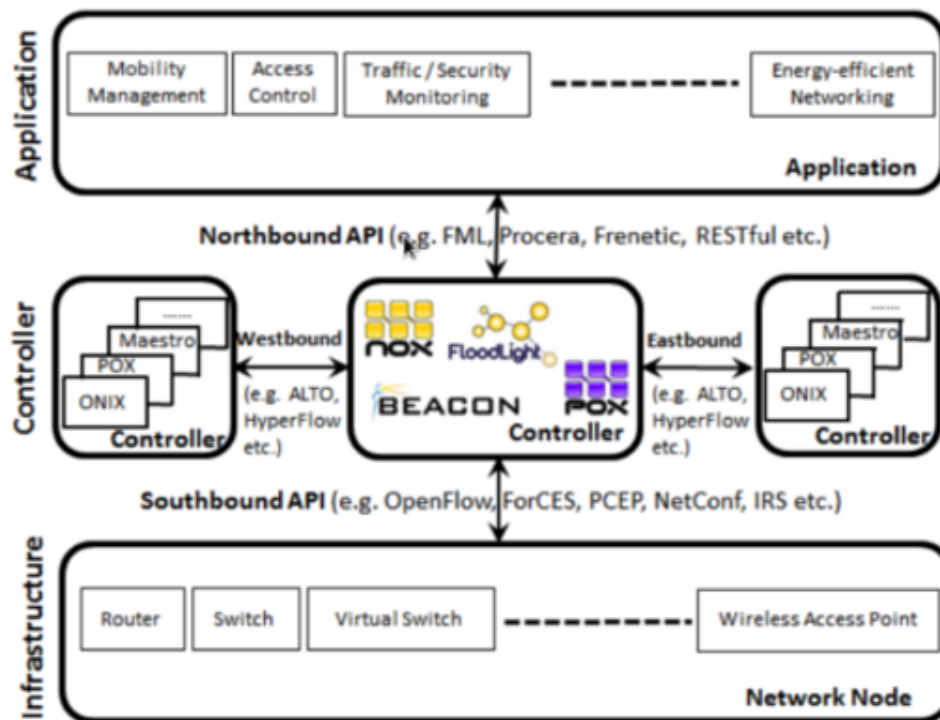 Application
Mobility
Management
Access
Control
Traffic / Security
Monitoring
Energy-efficient
Networking
Application
Northbound API (e.g. FML, Procera, Frenetic, RESTful etc.)
Controller
.......
Maestro
POX
ONIX
Controller
Westbound
(e.g. ALTO,
HyperFlow
etc.)
NOX
FLOODLIGHT
BEACON
POX
Controller
Eastbound
(e.g. ALTO,
HyperFlow
etc.)
.......
Maestro
POX
ONIX
Controller
Southbound API (e.g. OpenFlow, ForCES, PCEP, NetConf, IRS etc.)
Infrastructure
Router
Switch
Virtual Switch
Wireless Access Point
Network Node